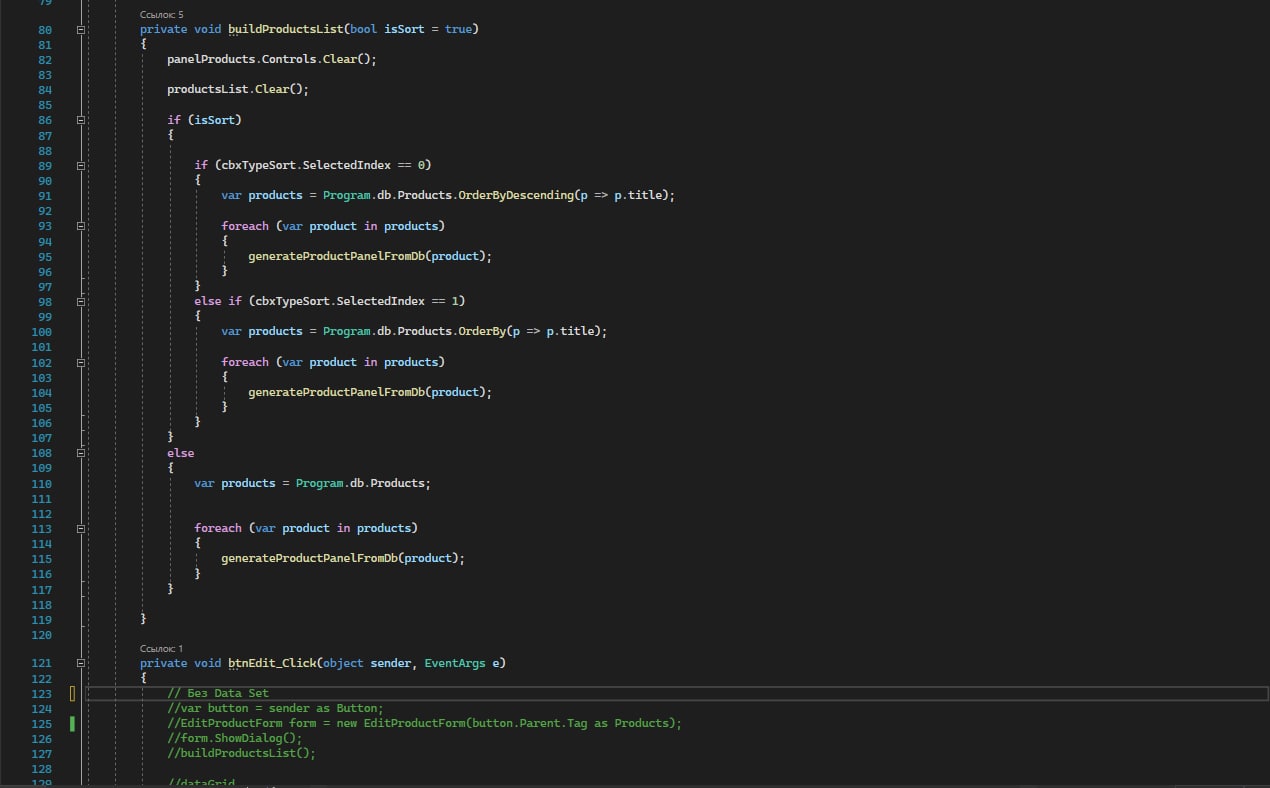 79
Ссылок: 5
80 private void buildProductsList(bool isSort = true)
81 {
82 panelProducts.Controls.Clear();
83
84 productsList.Clear();
85
86 if (isSort)
87 {
88
89 if (cbxTypeSort.SelectedIndex == 0)
90 {
91 var products = Program.db.Products.OrderByDescending(p => p.title);
92
93 foreach (var product in products)
94 {
95 generateProductPanelFromDb(product);
96 }
97 }
98 else if (cbxTypeSort.SelectedIndex == 1)
99 {
100 var products = Program.db.Products.OrderBy(p => p.title);
101
102 foreach (var product in products)
103 {
104 generateProductPanelFromDb(product);
105 }
106 }
107 }
108 else
109 {
110 var products = Program.db.Products;
111
112
113 foreach (var product in products)
114 {
115 generateProductPanelFromDb(product);
116 }
117 }
118
119 }
120
Ссылок: 1
121 private void btnEdit_Click(object sender, EventArgs e)
122 {
123 // Без Data Set
124 //var button = sender as Button;
125 //EditProductForm form = new EditProductForm(button.Parent.Tag as Products);
126 //form.ShowDialog();
127 //buildProductsList();
128
129 //dataGrid